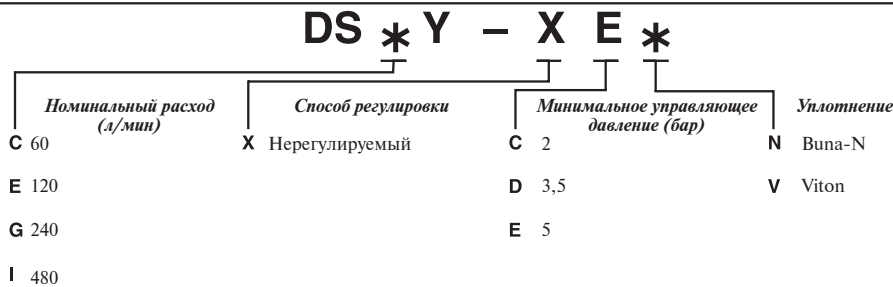 DS * Y – X E *
Номинальный расход (л/мин)
C 60
E 120
G 240
I 480
Способ регулировки
X Нерегулируемый
Минимальное управляющее давление (бар)
C 2
D 3,5
E 5
Уплотнение
N Buna-N
V Viton